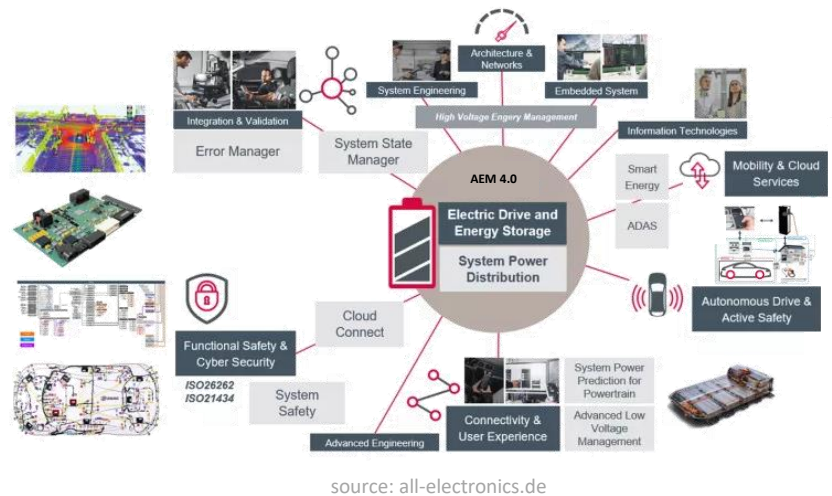 Architecture &
Networks
System Engineering
Embedded System
High Voltage Engery Management
Integration & Validation
Information Technologies
Error Manager
System State
Manager
AEM 4.0
Smart
Energy
Mobility & Cloud
Services
Electric Drive and
Energy Storage
ADAS
System Power
Distribution
Autonomous Drive &
Active Safety
Cloud
Connect
Functional Safety &
Cyber Security
ISO26262
ISO21434
System
Safety
System Power
Prediction for
Powertrain
Connectivity &
User Experience
Advanced Low
Voltage
Management
Advanced Engineering
source: all-electronics.de